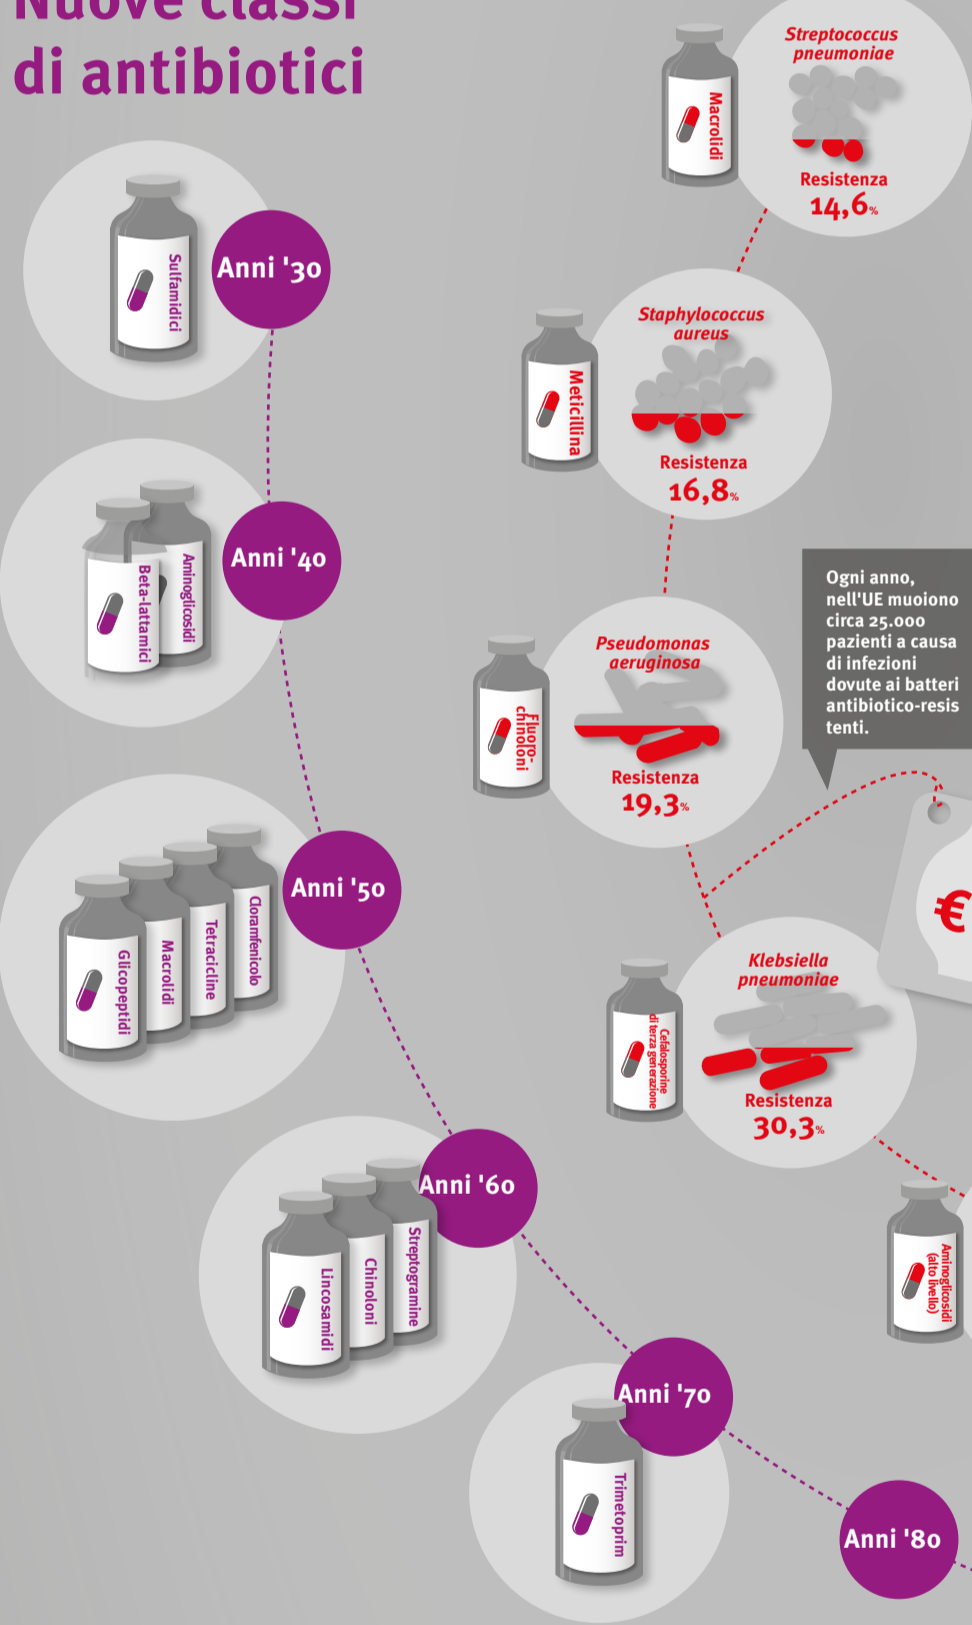 Nuove classi
di antibiotici
Sulfamidici
Anni '30
Beta-lattamici
Aminoglicosidi
Anni '40
Glicopeptidi
Macrolidi
Tetracicline
Cloramfenicolo
Anni '50
Lincosamidi
Chinoloni
Streptogramine
Anni '60
Trimetoprim
Anni '70
Anni '80
Macrolidi
Streptococcus
pneumoniae
Resistenza
14,6%
Meticillina
Staphylococcus
aureus
Resistenza
16,8%
Fluoro-
chinoloni
Pseudomonas
aeruginosa
Resistenza
19,3%
Ogni anno,
nell'UE muoiono
circa 25.000
pazienti a causa
di infezioni
dovute ai batteri
antibiotico-resis
tenti.
€
Cefalosporine
di terza generazione
Klebsiella
pneumoniae
Resistenza
30,3%
Aminoglicosidi
(alto livello)